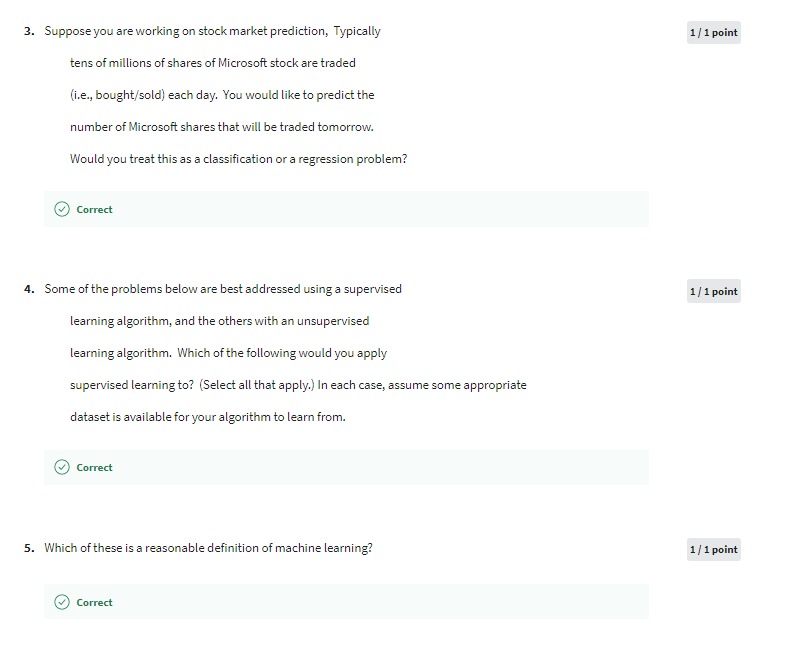 3. Suppose you are working on stock market prediction, Typically
1 / 1 point
tens of millions of shares of Microsoft stock are traded
(i.e., bought/sold) each day. You would like to predict the
number of Microsoft shares that will be traded tomorrow.
Would you treat this as a classification or a regression problem?
Correct
4. Some of the problems below are best addressed using a supervised
1 / 1 point
learning algorithm, and the others with an unsupervised
learning algorithm. Which of the following would you apply
supervised learning to? (Select all that apply.) In each case, assume some appropriate
dataset is available for your algorithm to learn from.
Correct
5. Which of these is a reasonable definition of machine learning?
1 / 1 point
Correct